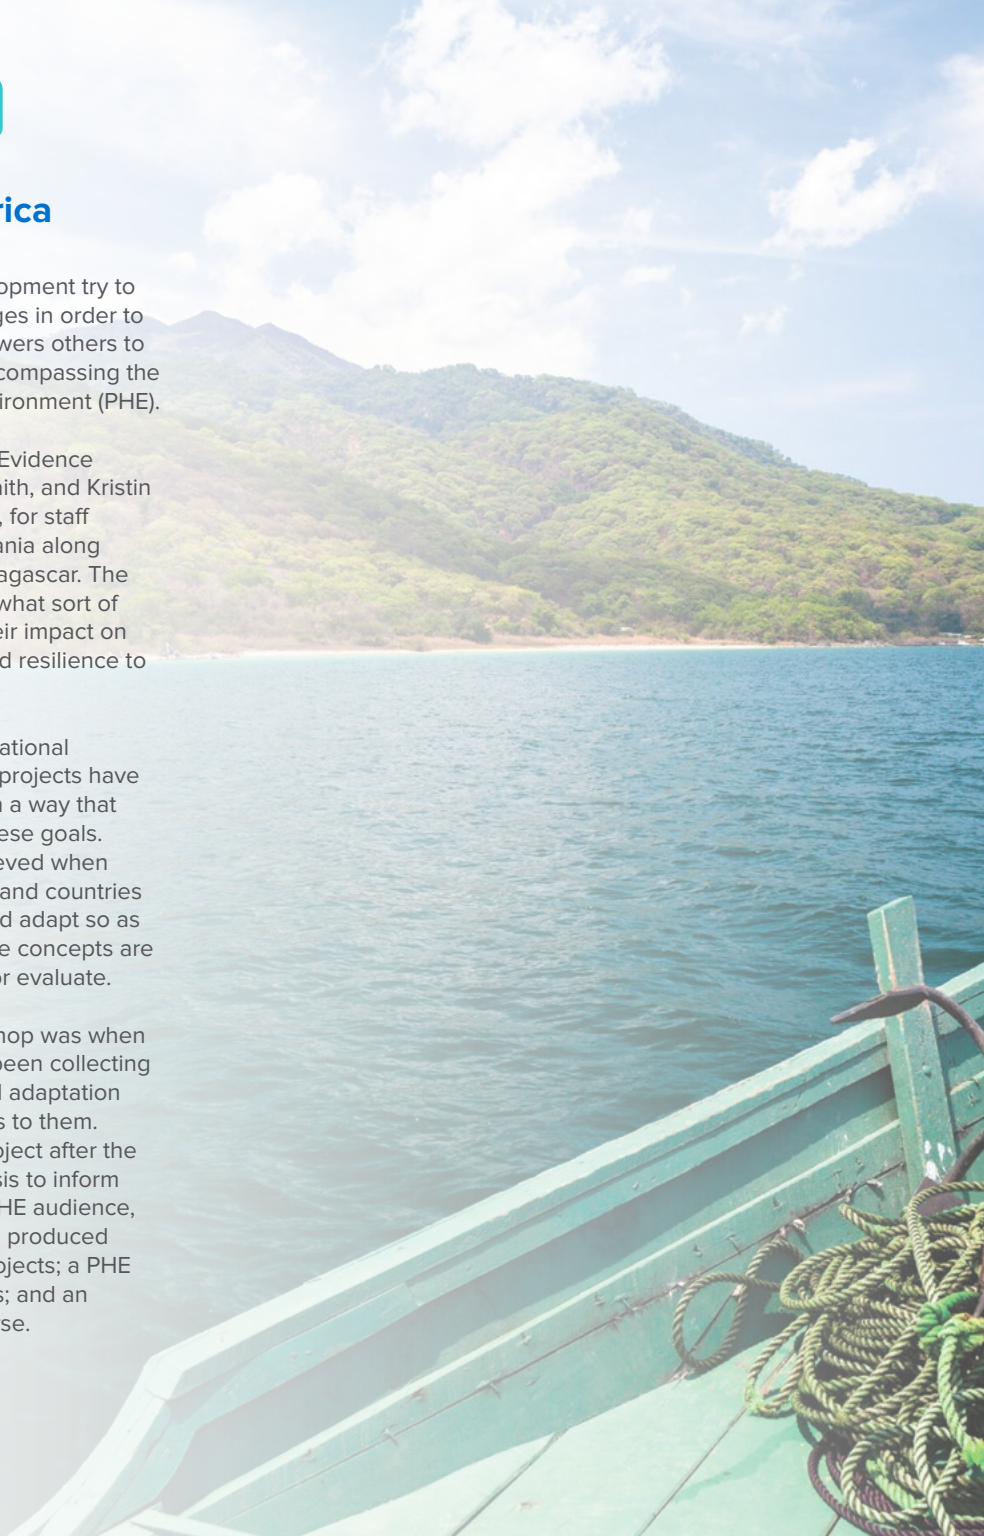 rica
opment try to
ges in order to
wers others to
compassing the
ironment (PHE).
Evidence
ith, and Kristin
, for staff
ania along
agascar. The
what sort of
eir impact on
d resilience to
ational
projects have
a way that
ese goals.
eved when
and countries
d adapt so as
e concepts are
or evaluate.
hop was when
been collecting
l adaptation
s to them.
oject after the
sis to inform
HE audience,
produced
ojects; a PHE
s; and an
se.